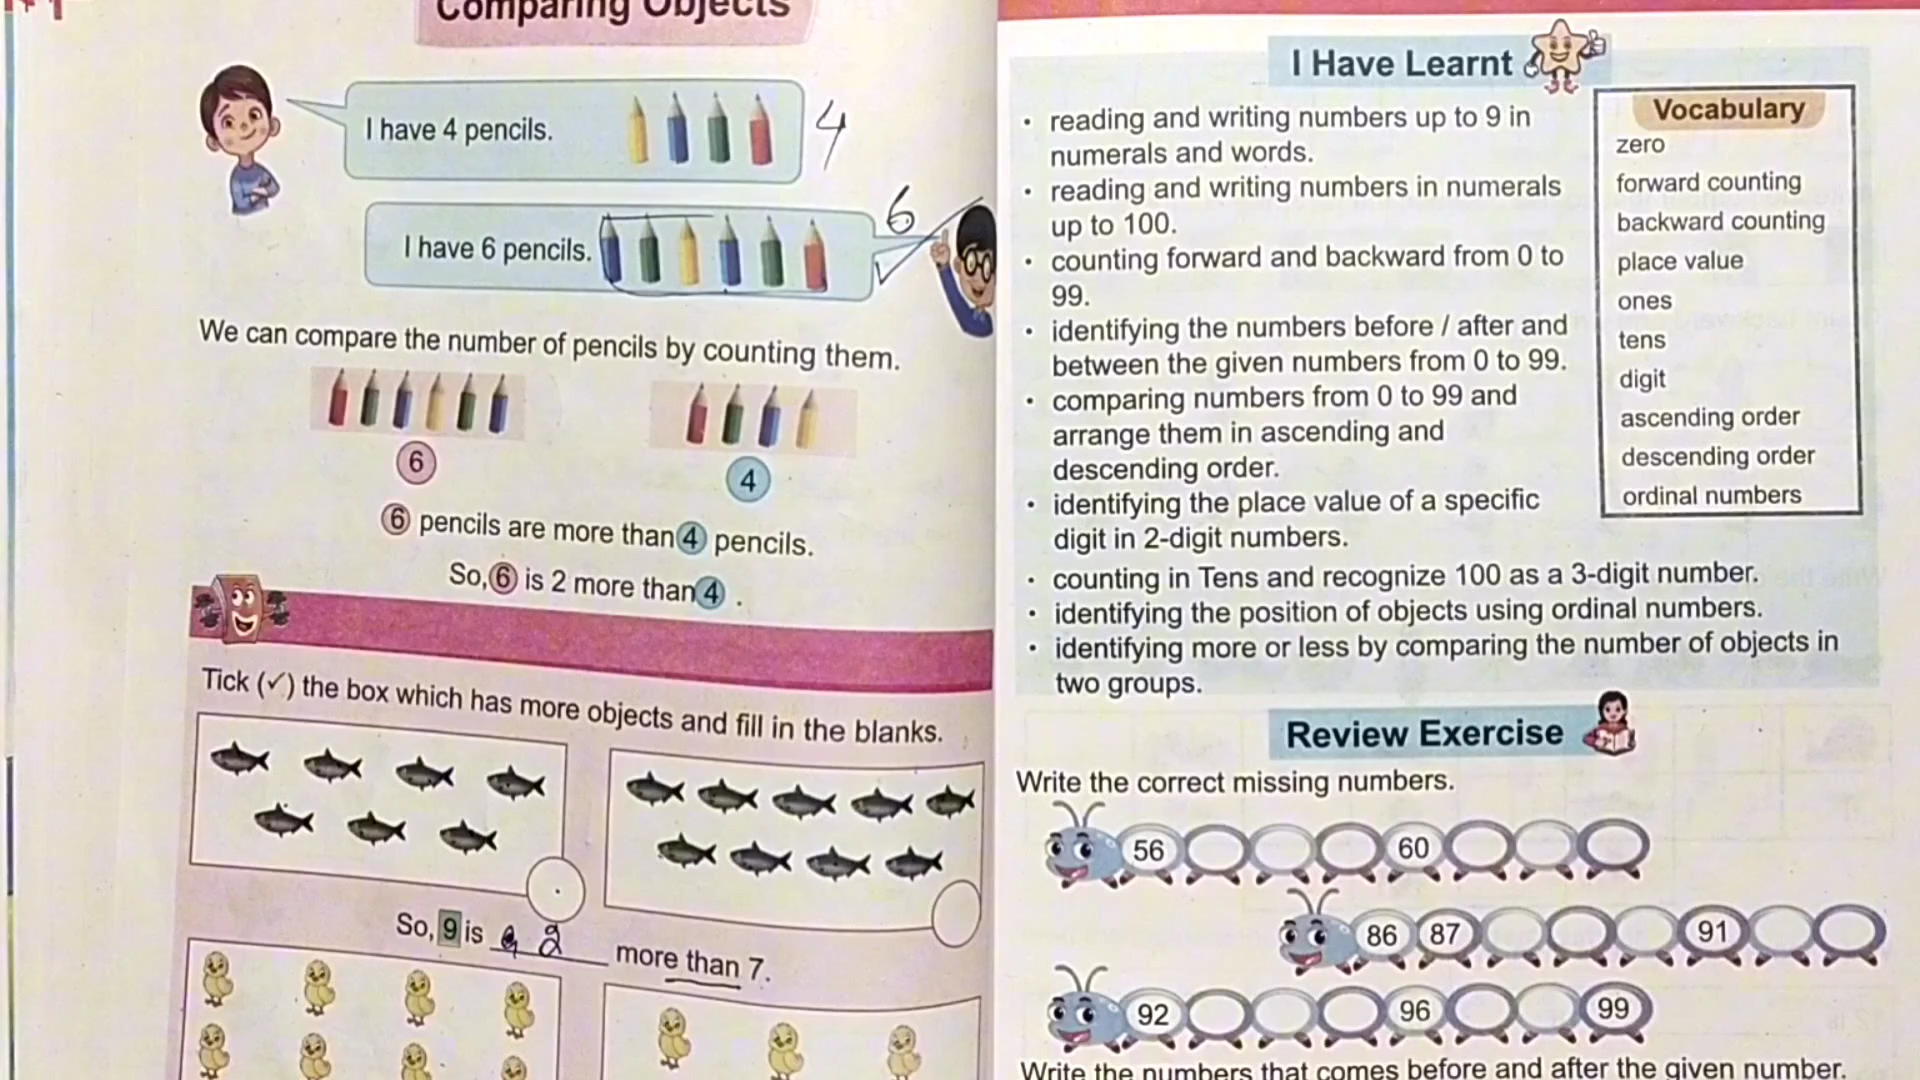 Comparing Objects
I have 4 pencils.
4
I have 6 pencils.
6
We can compare the number of pencils by counting them.
6
4
6 pencils are more than 4 pencils.
So, 6 is 2 more than 4 .
Tick (✓) the box which has more objects and fill in the blanks.
So, 9 is 2 more than 7.
I Have Learnt
• reading and writing numbers up to 9 in
numerals and words.
• reading and writing numbers in numerals
up to 100.
• counting forward and backward from 0 to
99.
• identifying the numbers before / after and
between the given numbers from 0 to 99.
• comparing numbers from 0 to 99 and
arrange them in ascending and
descending order.
• identifying the place value of a specific
digit in 2-digit numbers.
• counting in Tens and recognize 100 as a 3-digit number.
• identifying the position of objects using ordinal numbers.
• identifying more or less by comparing the number of objects in
two groups.
Vocabulary
zero
forward counting
backward counting
place value
ones
tens
digit
ascending order
descending order
ordinal numbers
Review Exercise
Write the correct missing numbers.
56 60
86 87 91
92 96 99
Write the numbers that comes before and after the given number.